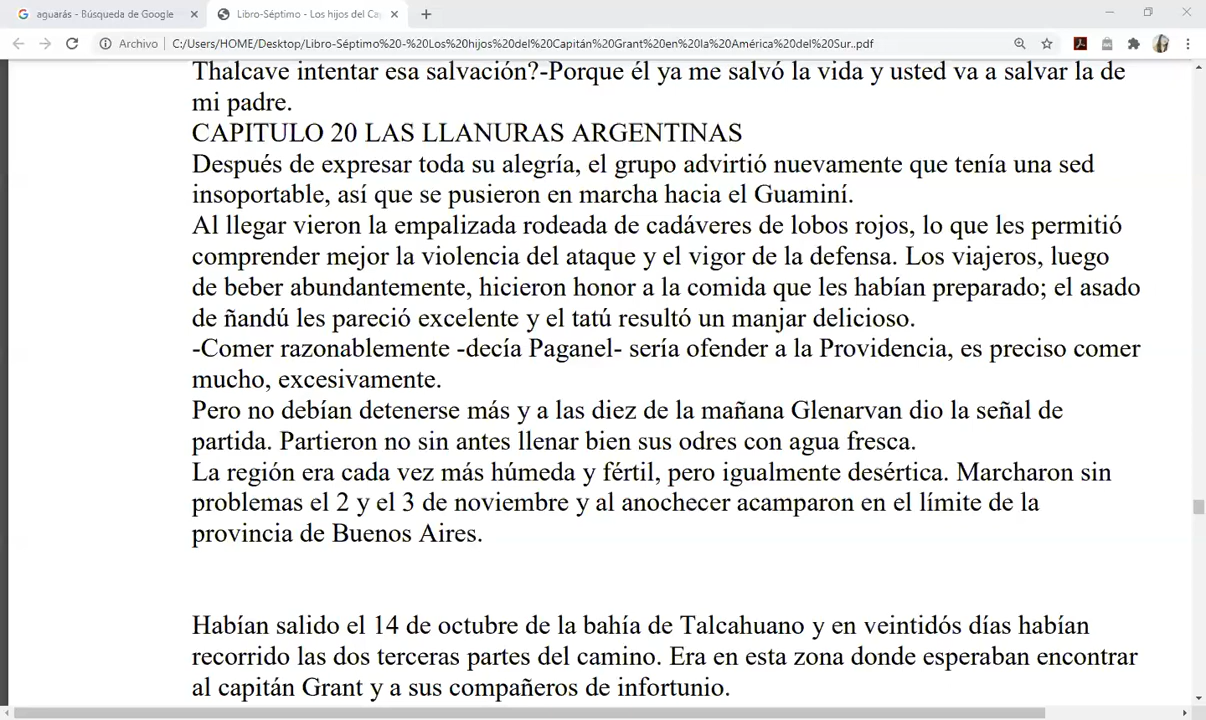 aguarás - Búsqueda de Google
Libro-Séptimo - Los hijos del Ca
Archivo
C:/Users/HOME/Desktop/Libro-Séptimo%20-%20Los%20hijos%20del%20Capitán%20Grant%20en%20la%20América%20del%20Sur..pdf
Thalcave intentar esa salvación?-Porque él ya me salvó la vida y usted va a salvar la de
mi padre.
CAPITULO 20 LAS LLANURAS ARGENTINAS
Después de expresar toda su alegría, el grupo advirtió nuevamente que tenía una sed
insoportable, así que se pusieron en marcha hacia el Guaminí.
Al llegar vieron la empalizada rodeada de cadáveres de lobos rojos, lo que les permitió
comprender mejor la violencia del ataque y el vigor de la defensa. Los viajeros, luego
de beber abundantemente, hicieron honor a la comida que les habían preparado; el asado
de ñandú les pareció excelente y el tatú resultó un manjar delicioso.
-Comer razonablemente -decía Paganel- sería ofender a la Providencia, es preciso comer
mucho, excesivamente.
Pero no debían detenerse más y a las diez de la mañana Glenarvan dio la señal de
partida. Partieron no sin antes llenar bien sus odres con agua fresca.
La región era cada vez más húmeda y fértil, pero igualmente desértica. Marcharon sin
problemas el 2 y el 3 de noviembre y al anochecer acamparon en el límite de la
provincia de Buenos Aires.
Habían salido el 14 de octubre de la bahía de Talcahuano y en veintidós días habían
recorrido las dos terceras partes del camino. Era en esta zona donde esperaban encontrar
al capitán Grant y a sus compañeros de infortunio.